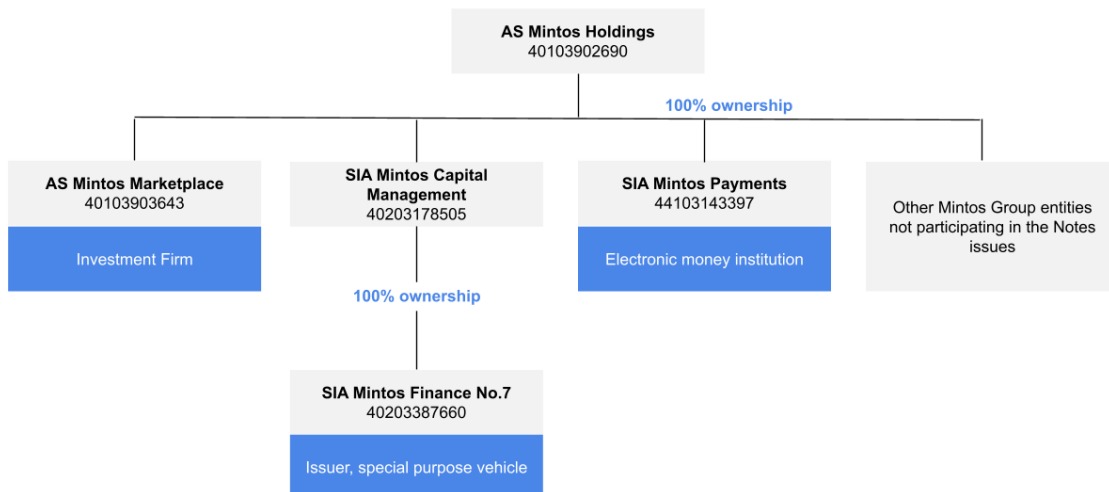 AS Mintos Holdings
40103902690
100% ownership
AS Mintos Marketplace
40103903643
Investment Firm
SIA Mintos Capital
Management
40203178505
SIA Mintos Payments
44103143397
Electronic money institution
Other Mintos Group entities
not participating in the Notes
issues
100% ownership
SIA Mintos Finance No.7
40203387660
Issuer, special purpose vehicle